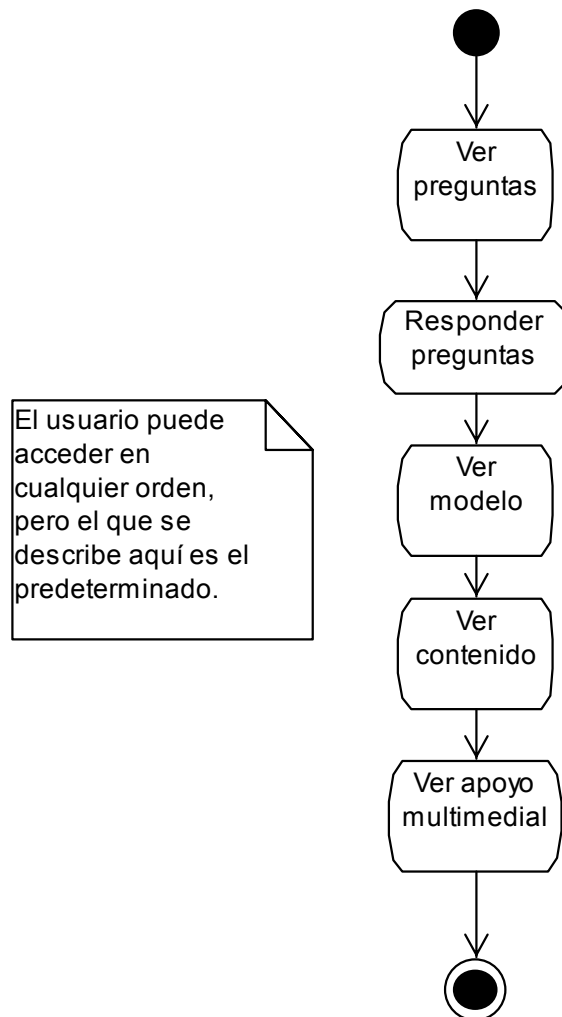 Ver
preguntas
Responder
preguntas
El usuario puede
acceder en
cualquier orden,
pero el que se
describe aquí es el
predeterminado.
Ver
modelo
Ver
contenido
Ver apoyo
multimedial